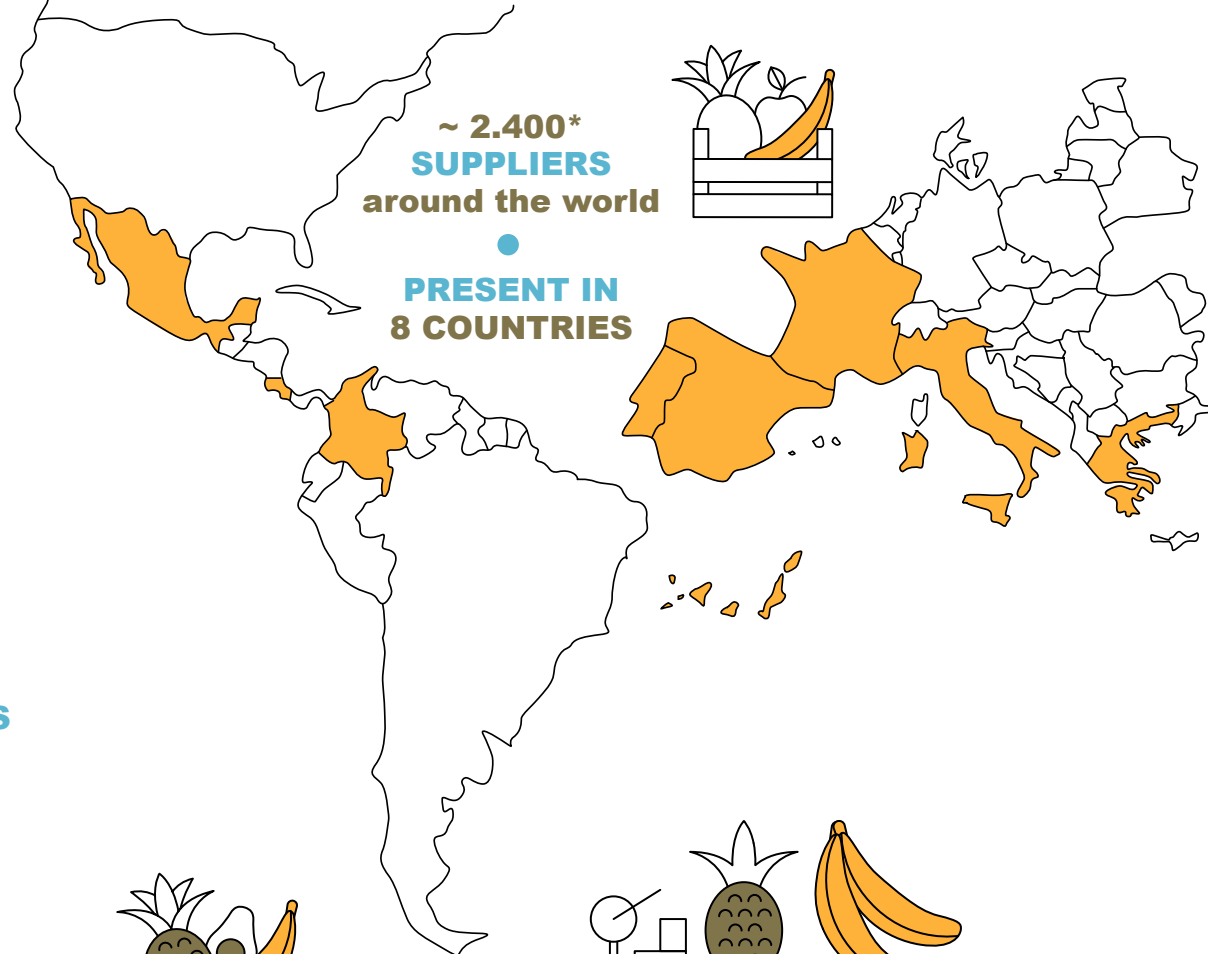 ~ 2.400*
SUPPLIERS
around the world
PRESENT IN
8 COUNTRIES
S